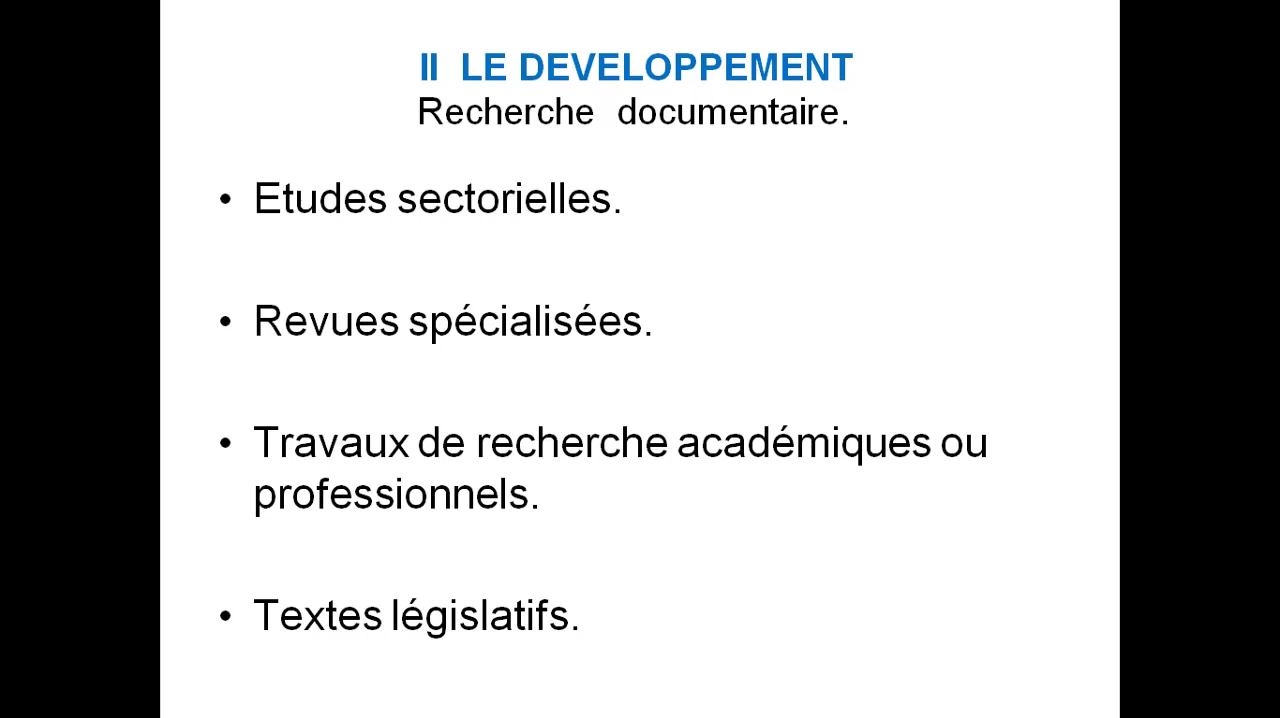 II LE DEVELOPPEMENT
Recherche documentaire.
• Etudes sectorielles.
• Revues spécialisées.
• Travaux de recherche académiques ou
professionnels.
• Textes législatifs.